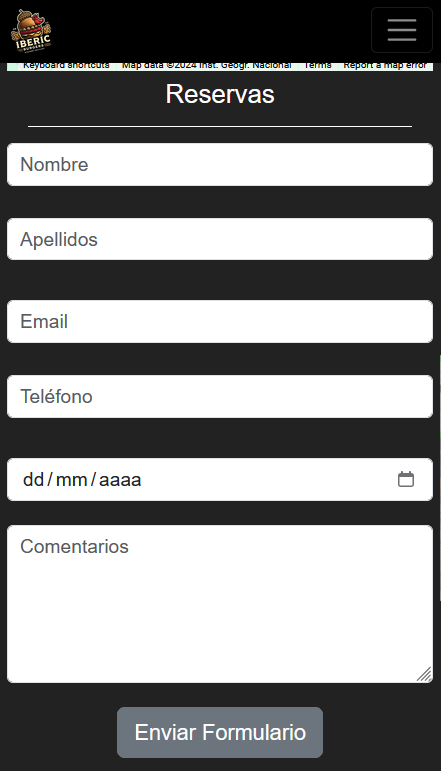 IBERIC
BURGERS
Keyboard shortcuts Map data ©2024 Inst. Geogr. Nacional Terms Report a map error
Reservas
Nombre
Apellidos
Email
Teléfono
dd/mm/aaaa
Comentarios
Enviar Formulario